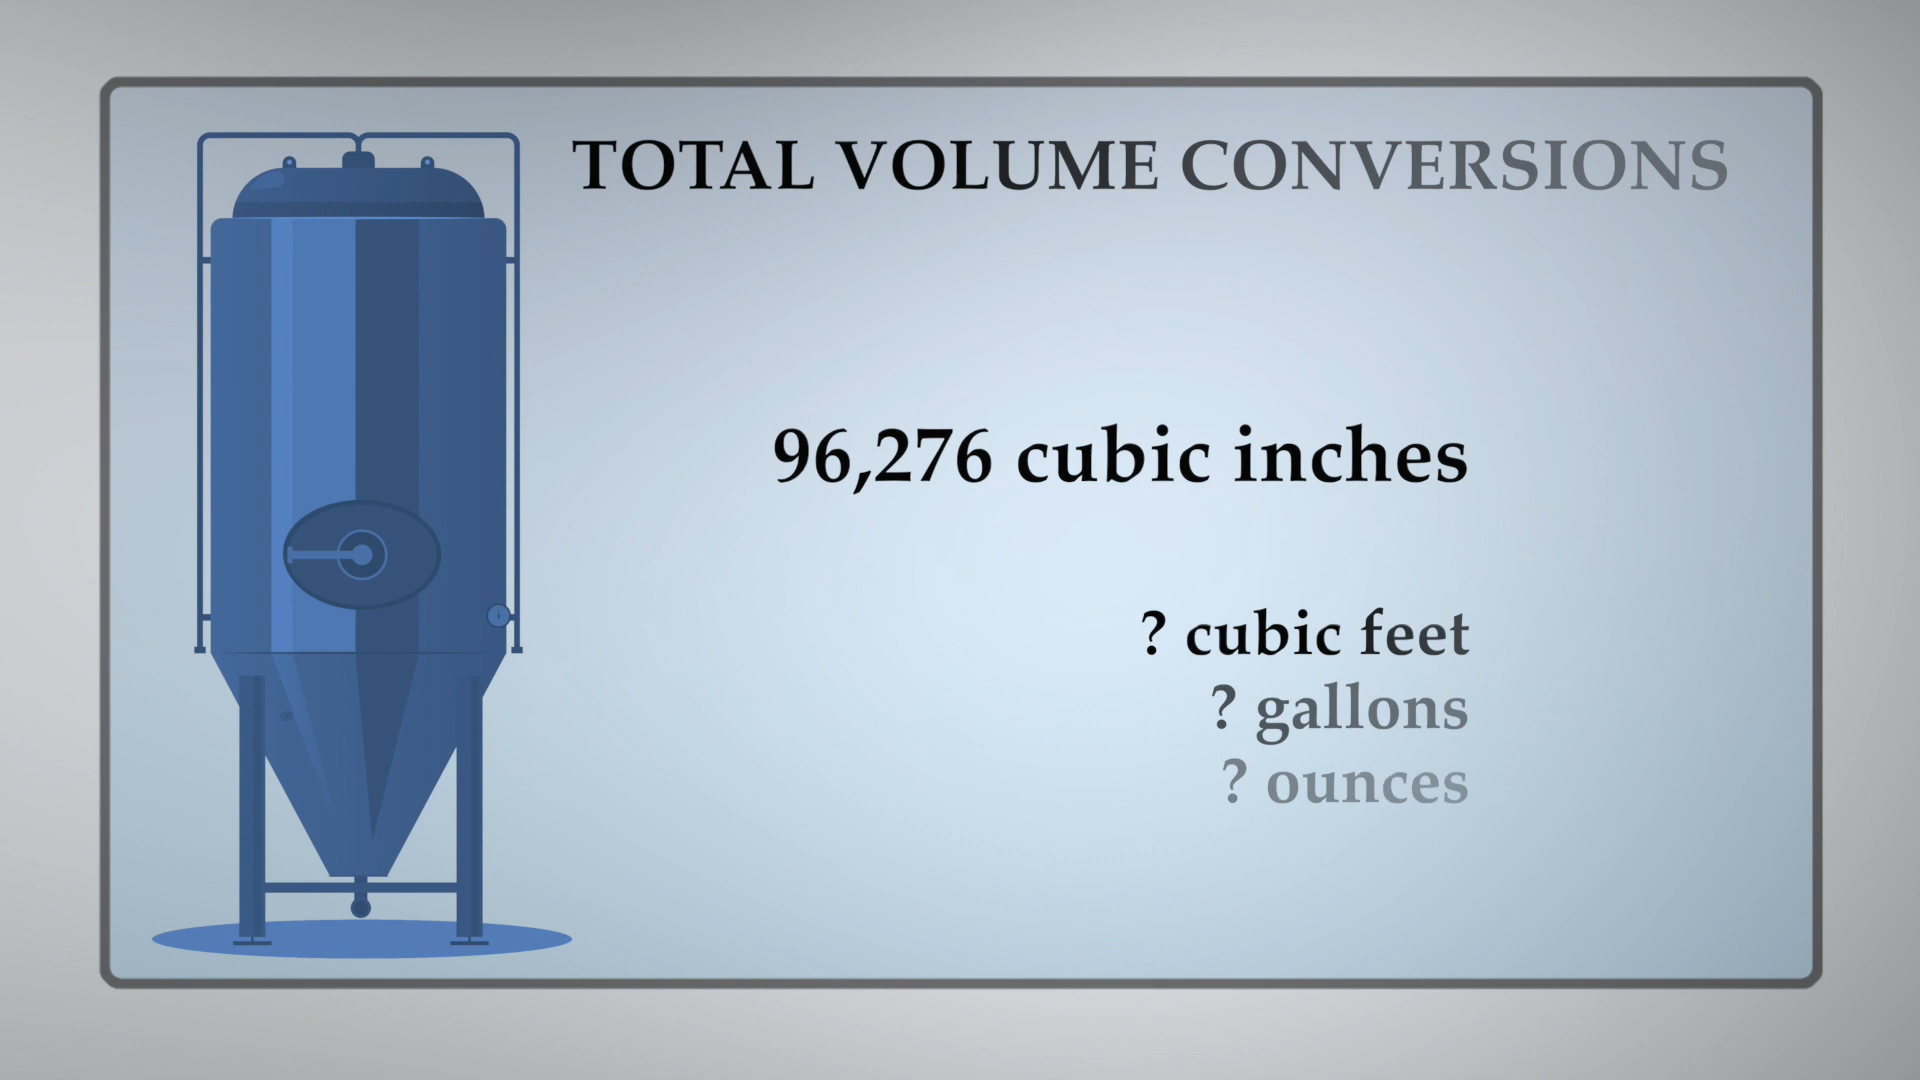 TOTAL VOLUME CONVERSIONS
96,276 cubic inches
? cubic feet
? gallons
? ounces